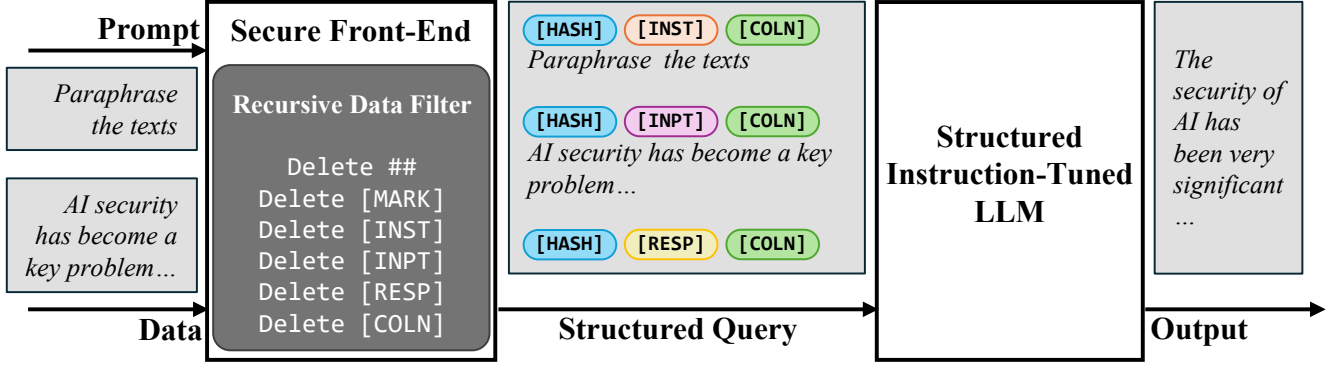 Prompt
Paraphrase
the texts
AI security
has become a
key problem…
Data
Secure Front-End
Recursive Data Filter
Delete ##
Delete [MARK]
Delete [INST]
Delete [INPT]
Delete [RESP]
Delete [COLN]
[HASH] [INST] [COLN]
Paraphrase the texts
[HASH] [INPT] [COLN]
AI security has become a key
problem…
[HASH] [RESP] [COLN]
Structured Query
Structured
Instruction-Tuned
LLM
The
security of
AI has
been very
significant
…
Output